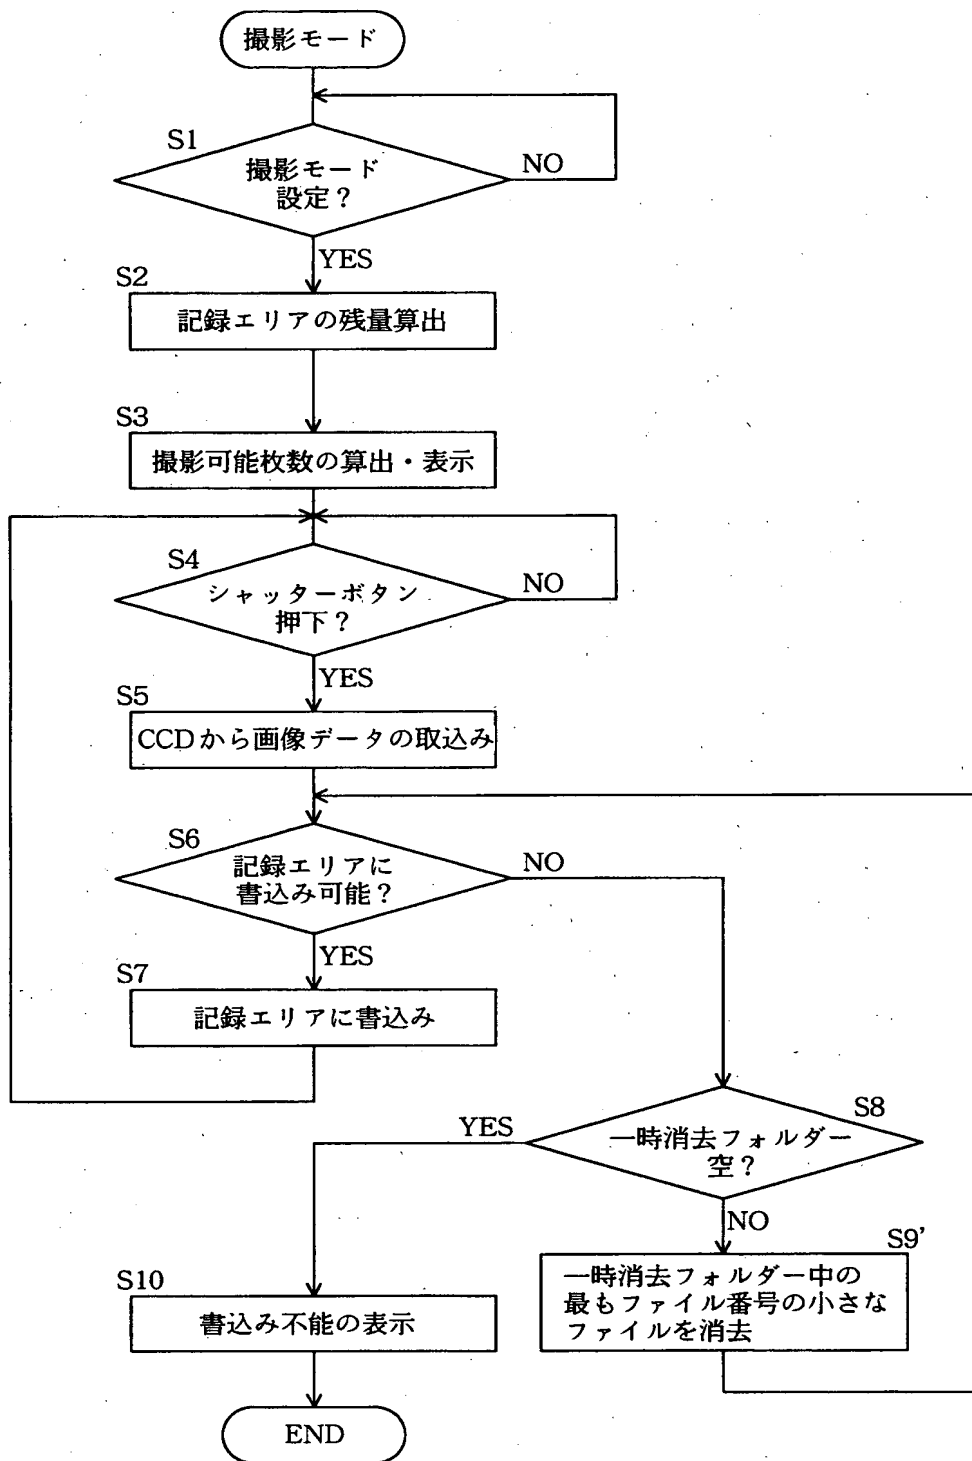 撮影モード
S1
撮影モード
設定？
NO
YES
S2
記録エリアの残量算出
S3
撮影可能枚数の算出・表示
S4
シャッターボタン
押下？
NO
YES
S5
CCDから画像データの取込み
S6
記録エリアに
書込み可能？
NO
YES
S7
記録エリアに書込み
S8
一時消去フォルダー
空？
YES
NO
S9'
一時消去フォルダー中の
最もファイル番号の小さな
ファイルを消去
S10
書込み不能の表示
END